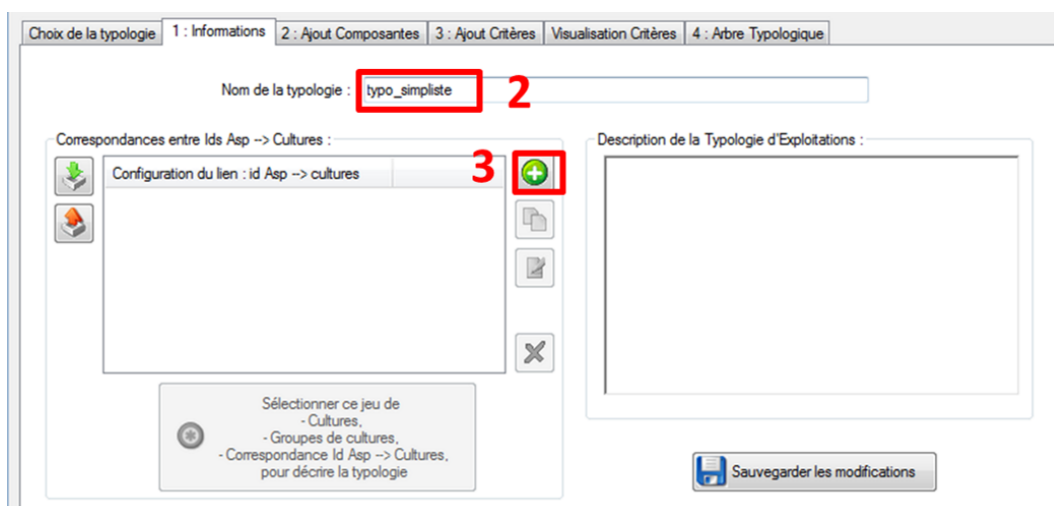 Choix de la typologie 1 : Informations 2 : Ajout Composantes 3 : Ajout Critères Visualisation Critères 4 : Arbre Typologique
Nom de la typologie : typo_simpliste 2
Correspondances entre Ids Asp --> Cultures :
Configuration du lien : id Asp --> cultures
3
Description de la Typologie d'Exploitations :
Sélectionner ce jeu de
- Cultures,
- Groupes de cultures,
- Correspondance Id Asp --> Cultures,
pour décrire la typologie
Sauvegarder les modifications